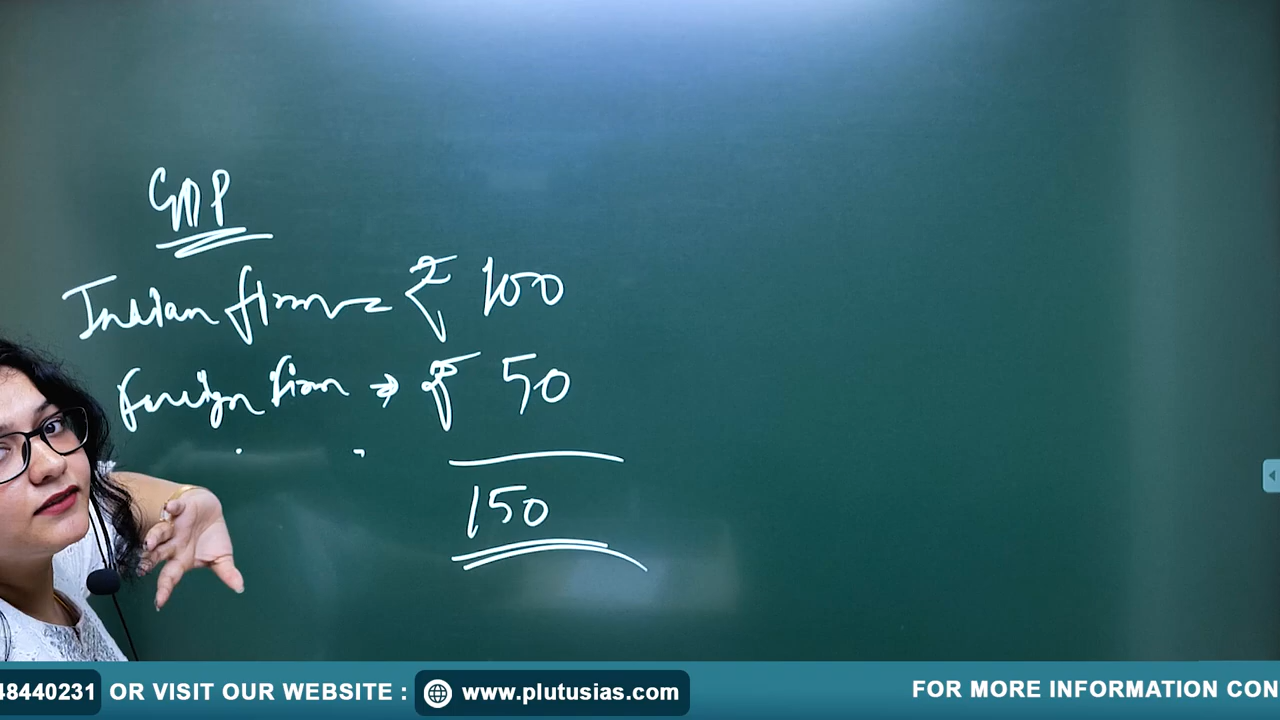 GDP
Indian firm = ₹ 100
Foreign firm → ₹ 50
150
48440231 OR VISIT OUR WEBSITE : www.plutusias.com FOR MORE INFORMATION CON